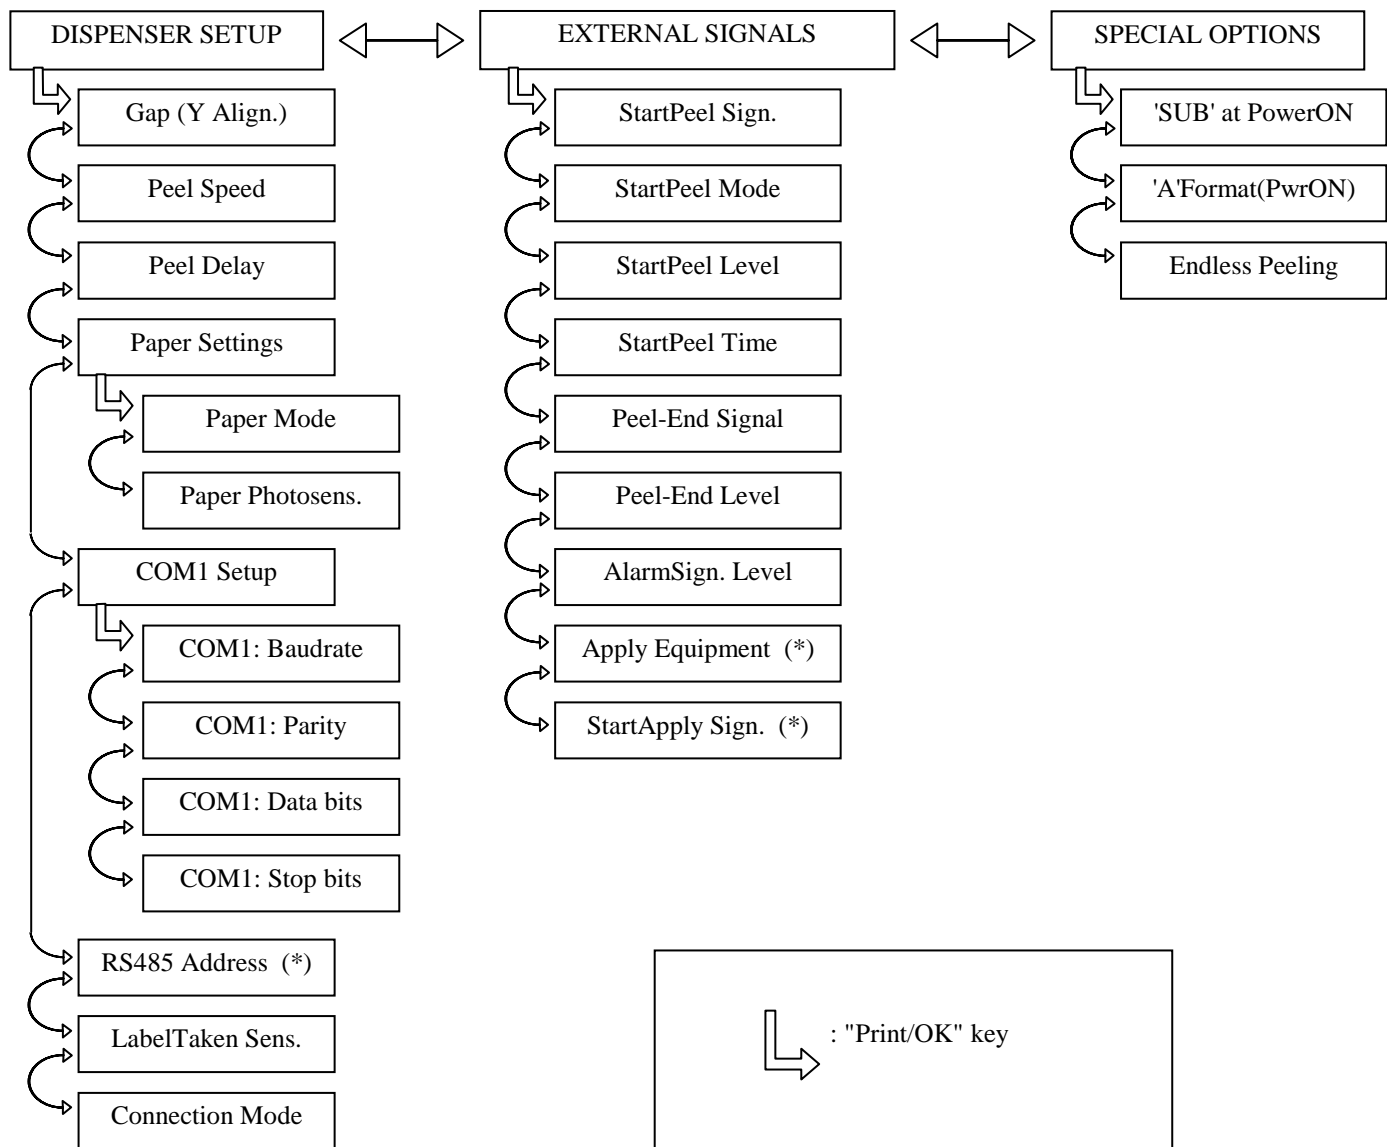 DISPENSER SETUP
Gap (Y Align.)
Peel Speed
Peel Delay
Paper Settings
Paper Mode
Paper Photosens.
COM1 Setup
COM1: Baudrate
COM1: Parity
COM1: Data bits
COM1: Stop bits
RS485 Address (*)
LabelTaken Sens.
Connection Mode
EXTERNAL SIGNALS
StartPeel Sign.
StartPeel Mode
StartPeel Level
StartPeel Time
Peel-End Signal
Peel-End Level
AlarmSign. Level
Apply Equipment (*)
StartApply Sign. (*)
SPECIAL OPTIONS
'SUB' at PowerON
'A'Format(PwrON)
Endless Peeling
: "Print/OK" key